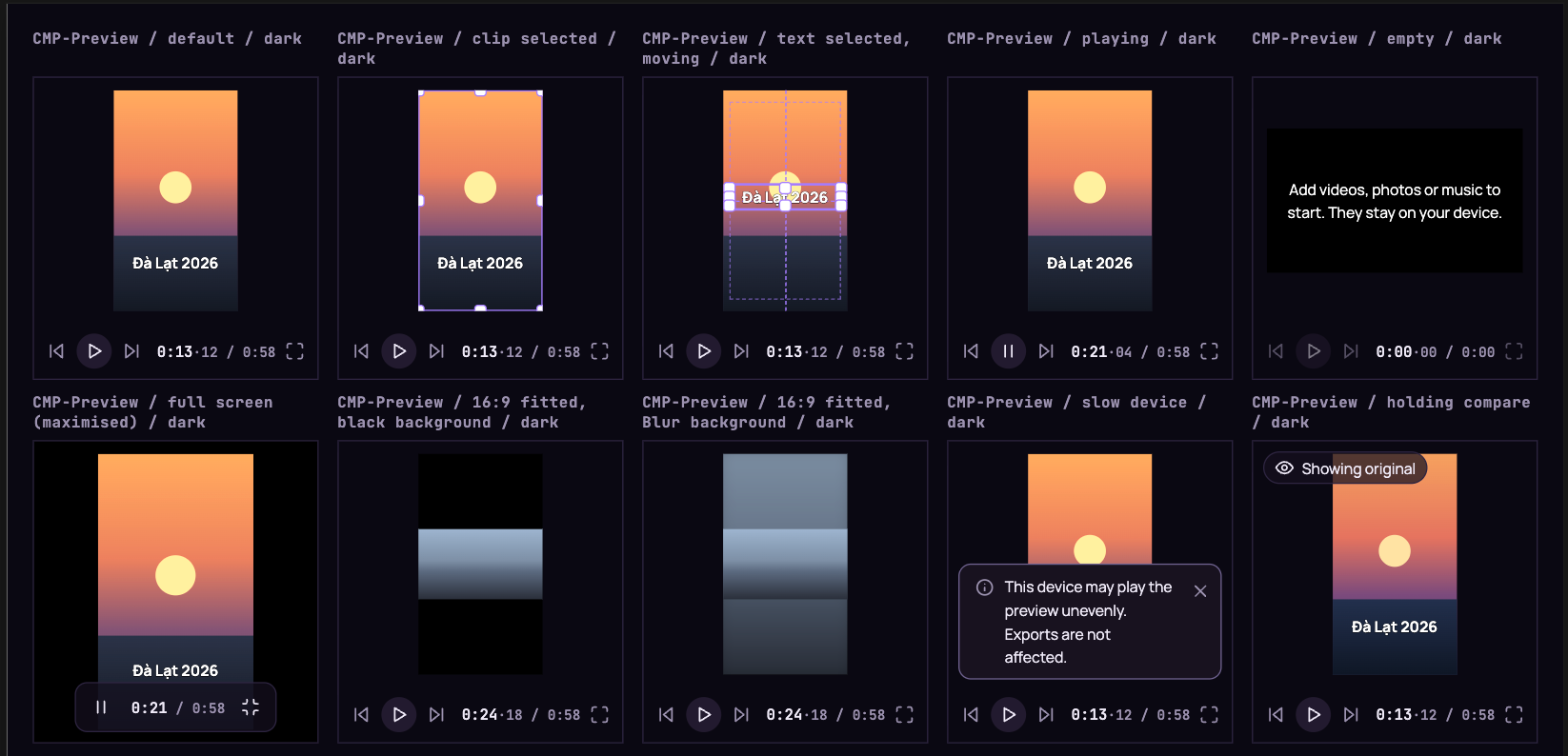 CMP-Preview / default / dark
CMP-Preview / clip selected /
dark
CMP-Preview / text selected,
moving / dark
CMP-Preview / playing / dark
CMP-Preview / empty / dark
Đà Lạt 2026
Đà Lạt 2026
Đà Lạt 2026
Đà Lạt 2026
Add videos, photos or music to
start. They stay on your device.
0:13·12 / 0:58
0:13·12 / 0:58
0:13·12 / 0:58
0:21·04 / 0:58
0:00·00 / 0:00
CMP-Preview / full screen
(maximised) / dark
CMP-Preview / 16:9 fitted,
black background / dark
CMP-Preview / 16:9 fitted,
Blur background / dark
CMP-Preview / slow device /
dark
CMP-Preview / holding compare
/ dark
Đà Lạt 2026
0:21 / 0:58
0:24·18 / 0:58
0:24·18 / 0:58
This device may play the
preview unevenly.
Exports are not
affected.
0:13·12 / 0:58
Showing original
Đà Lạt 2026
0:13·12 / 0:58